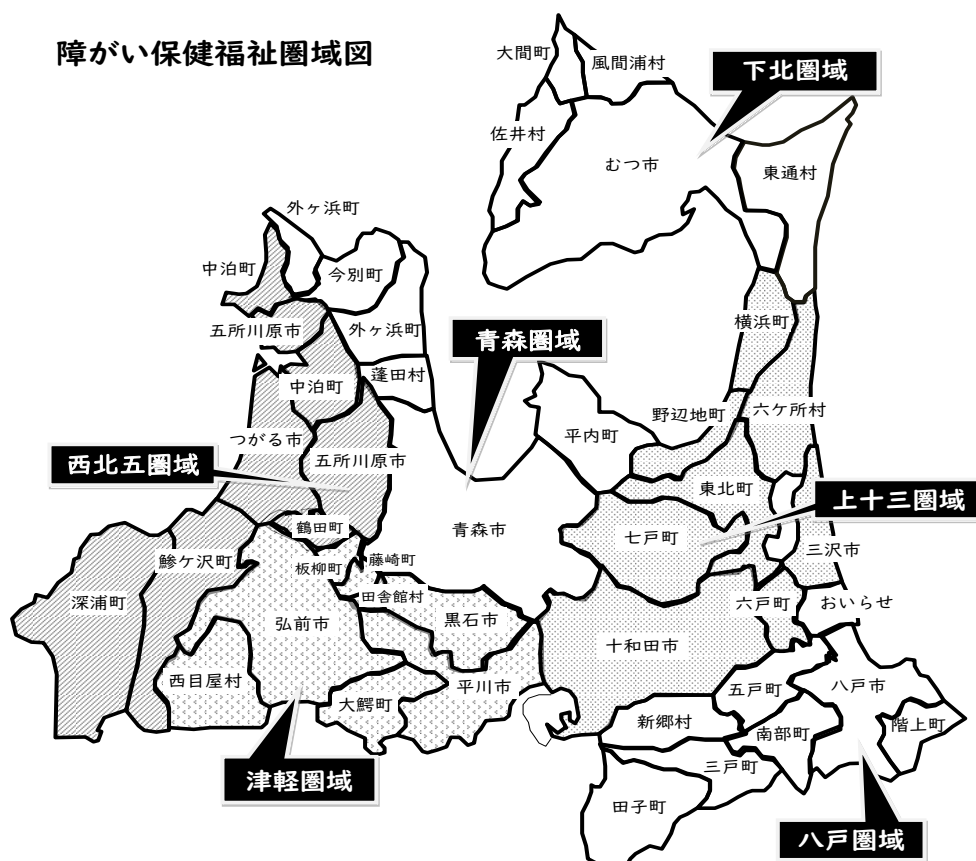 障がい保健福祉圏域図
大間町
風間浦村
下北圏域
佐井村
むつ市
東通村
外ヶ浜町
中泊町
今別町
五所川原市
外ヶ浜町
横浜町
青森圏域
中泊町
蓬田村
野辺地町
六ケ所村
つがる市
平内町
西北五圏域
五所川原市
東北町
上十三圏域
鶴田町
青森市
七戸町
三沢市
鰺ケ沢町
板柳町
藤崎町
深浦町
田舎館村
六戸町
おいらせ
弘前市
黒石市
十和田市
西目屋村
平川市
五戸町
八戸市
大鰐町
新郷村
南部町
階上町
津軽圏域
三戸町
田子町
八戸圏域